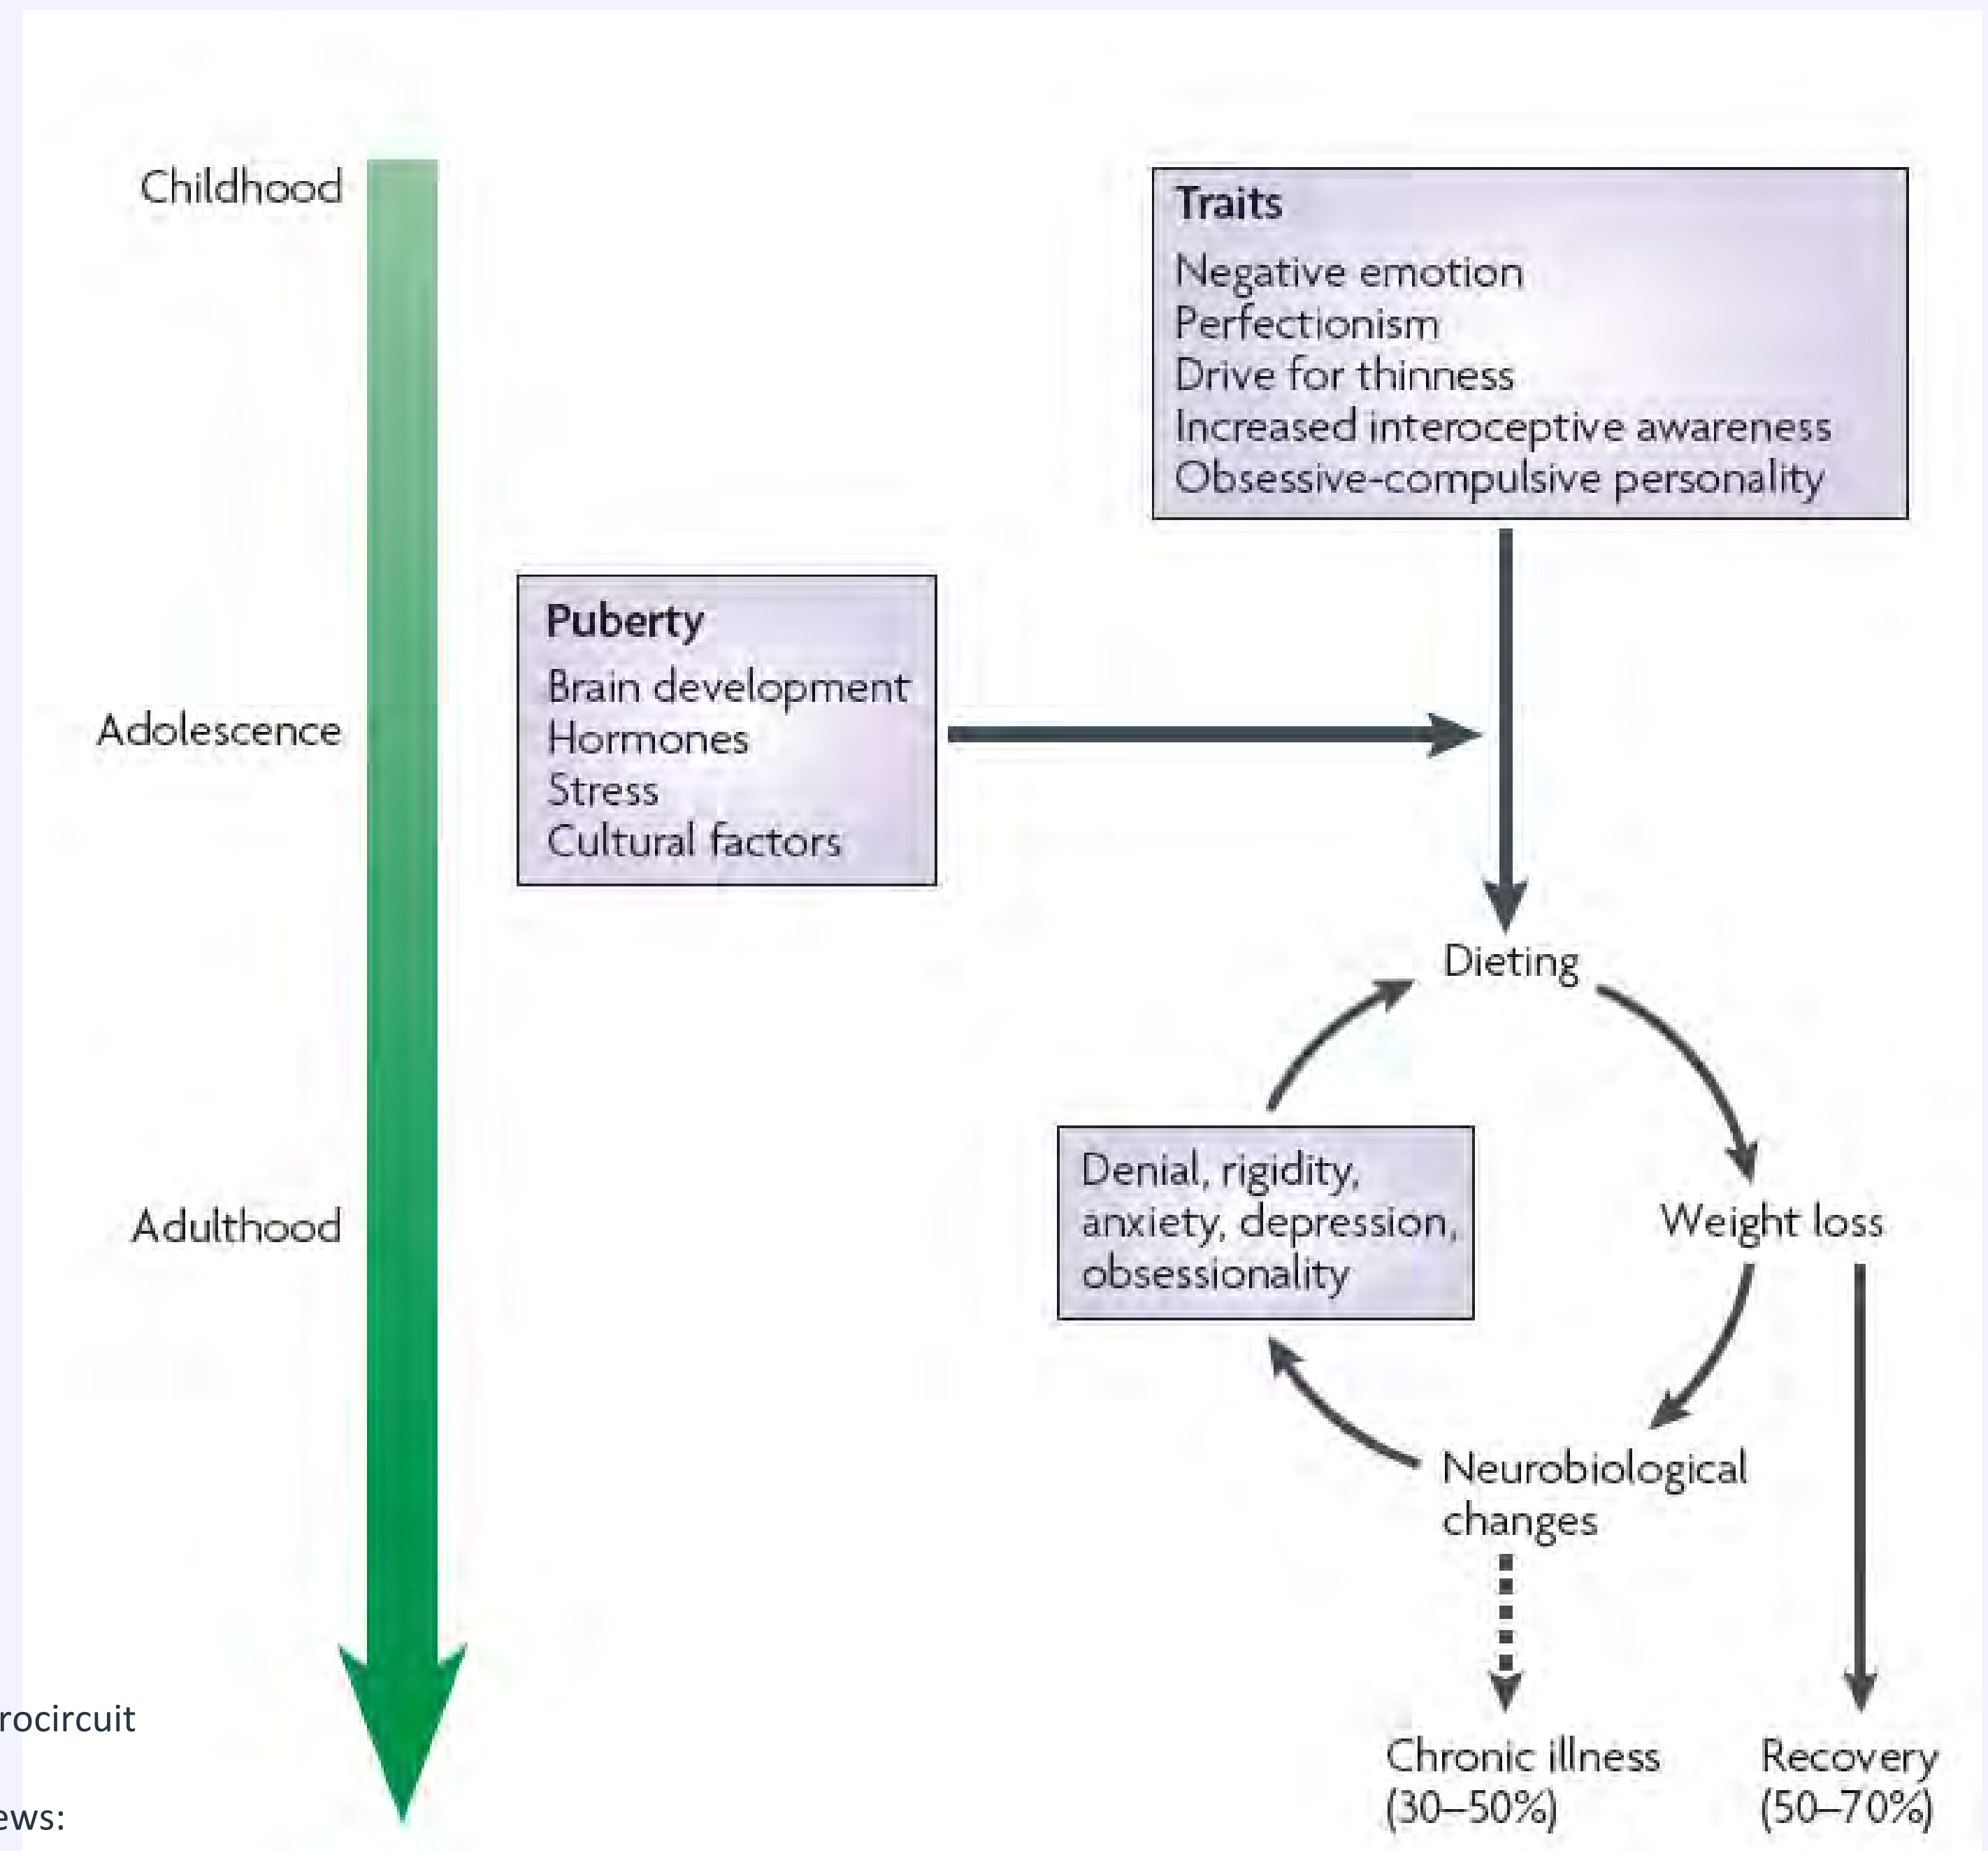 Childhood
Traits
Negative emotion
Perfectionism
Drive for thinness
Increased interoceptive awareness
Obsessive-compulsive personality
Puberty
Brain development
Hormones
Stress
Cultural factors
Adolescence
Dieting
Denial, rigidity,
anxiety, depression,
obsessionality
Weight loss
Adulthood
Neurobiological
changes
rocircuit
Chronic illness
(30–50%)
Recovery
(50–70%)
ews: